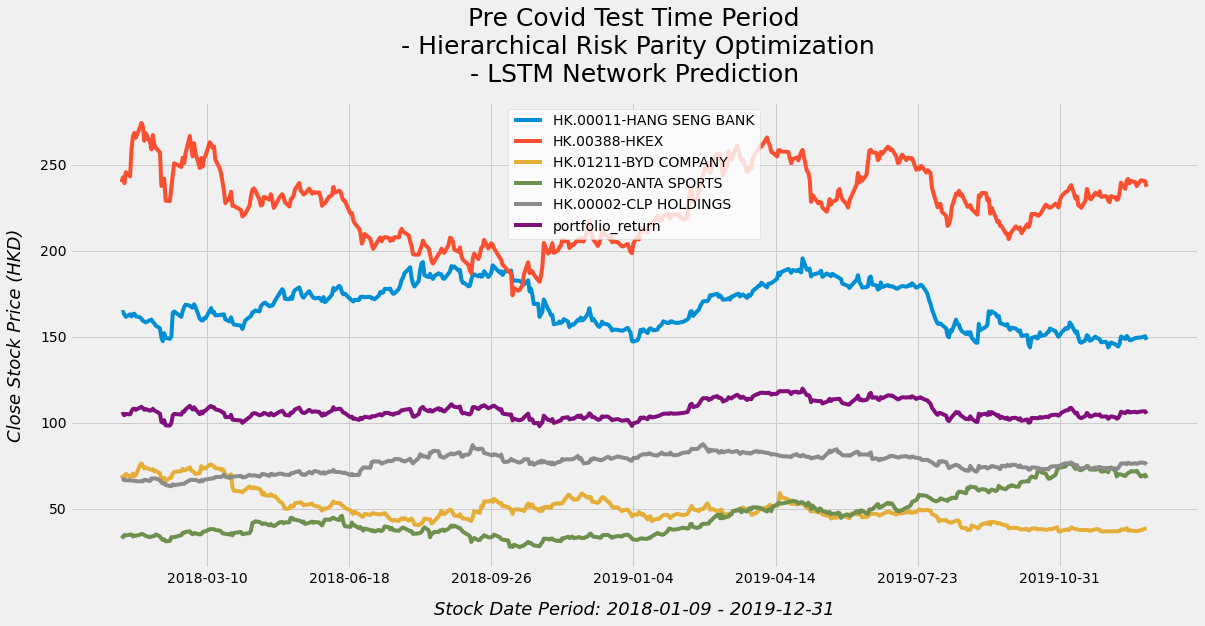 Pre Covid Test Time Period
- Hierarchical Risk Parity Optimization
- LSTM Network Prediction
HK.00011-HANG SENG BANK
HK.00388-HKEX
HK.01211-BYD COMPANY
HK.02020-ANTA SPORTS
HK.00002-CLP HOLDINGS
portfolio_return
Close Stock Price (HKD)
250
200
150
100
50
2018-03-10
2018-06-18
2018-09-26
2019-01-04
2019-04-14
2019-07-23
2019-10-31
Stock Date Period: 2018-01-09 - 2019-12-31